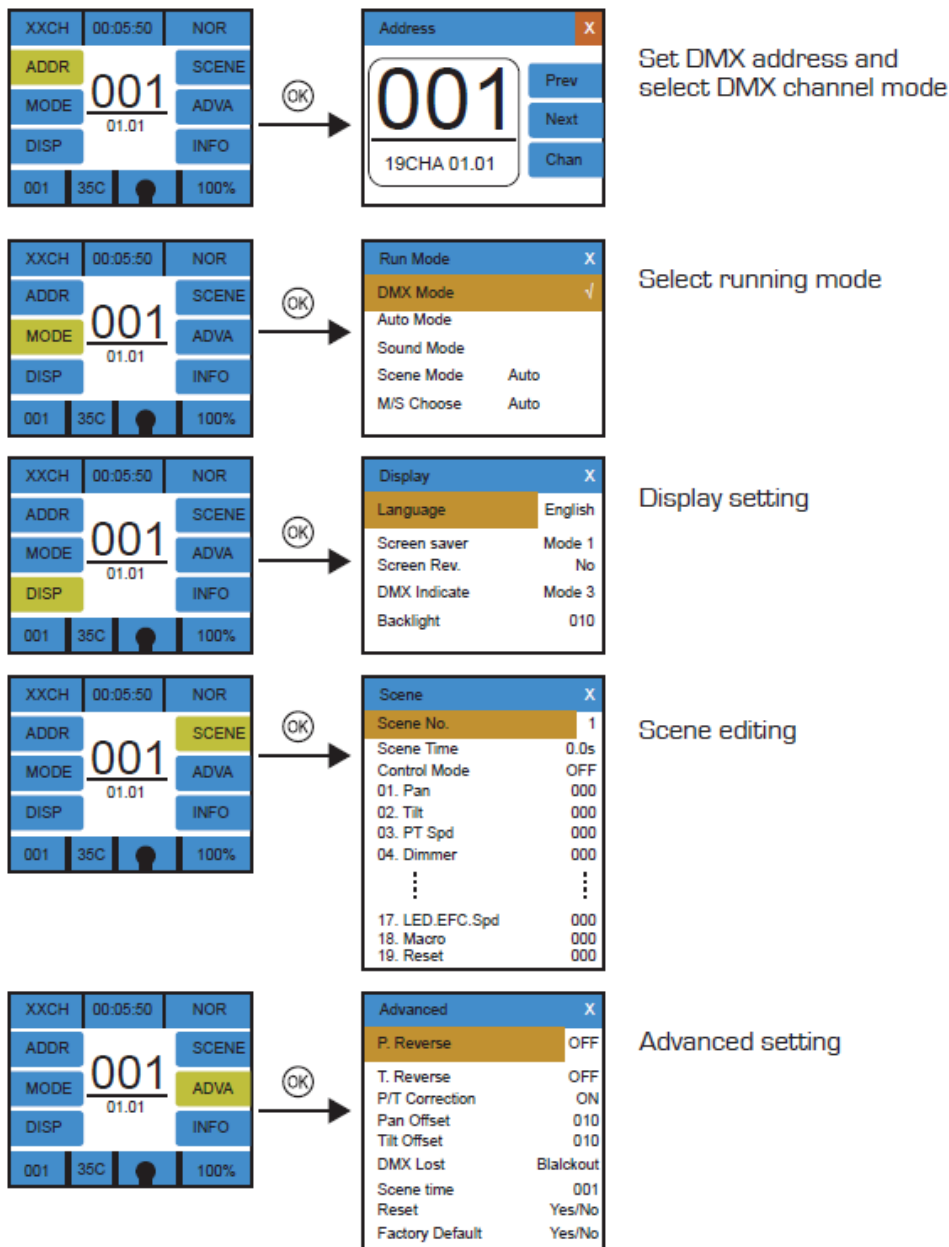 XXCH 00:05:50 NOR
ADDR SCENE
MODE 001 ADVA
01.01
DISP INFO
001 35C 100%
OK
Address X
001
19CHA 01.01
Prev
Next
Chan
Set DMX address and
select DMX channel mode
XXCH 00:05:50 NOR
ADDR SCENE
MODE 001 ADVA
01.01
DISP INFO
001 35C 100%
OK
Run Mode X
DMX Mode √
Auto Mode
Sound Mode
Scene Mode Auto
M/S Choose Auto
Select running mode
XXCH 00:05:50 NOR
ADDR SCENE
MODE 001 ADVA
01.01
DISP INFO
001 35C 100%
OK
Display X
Language English
Screen saver Mode 1
Screen Rev. No
DMX Indicate Mode 3
Backlight 010
Display setting
XXCH 00:05:50 NOR
ADDR SCENE
MODE 001 ADVA
01.01
DISP INFO
001 35C 100%
OK
Scene X
Scene No. 1
Scene Time 0.0s
Control Mode OFF
01. Pan 000
02. Tilt 000
03. PT Spd 000
04. Dimmer 000
17. LED.EFC.Spd 000
18. Macro 000
19. Reset 000
Scene editing
XXCH 00:05:50 NOR
ADDR SCENE
MODE 001 ADVA
01.01
DISP INFO
001 35C 100%
OK
Advanced X
P. Reverse OFF
T. Reverse OFF
P/T Correction ON
Pan Offset 010
Tilt Offset 010
DMX Lost Blalckout
Scene time 001
Reset Yes/No
Factory Default Yes/No
Advanced setting